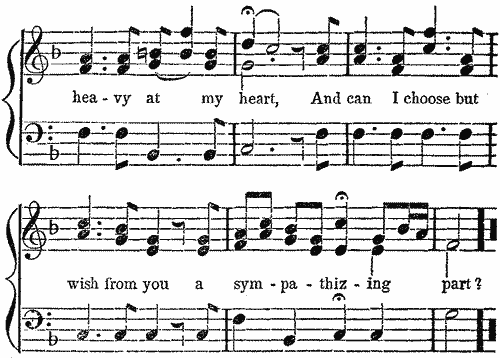 hea - vy at my heart, And can I choose but
wish from you a sym - pa - thiz - ing part?